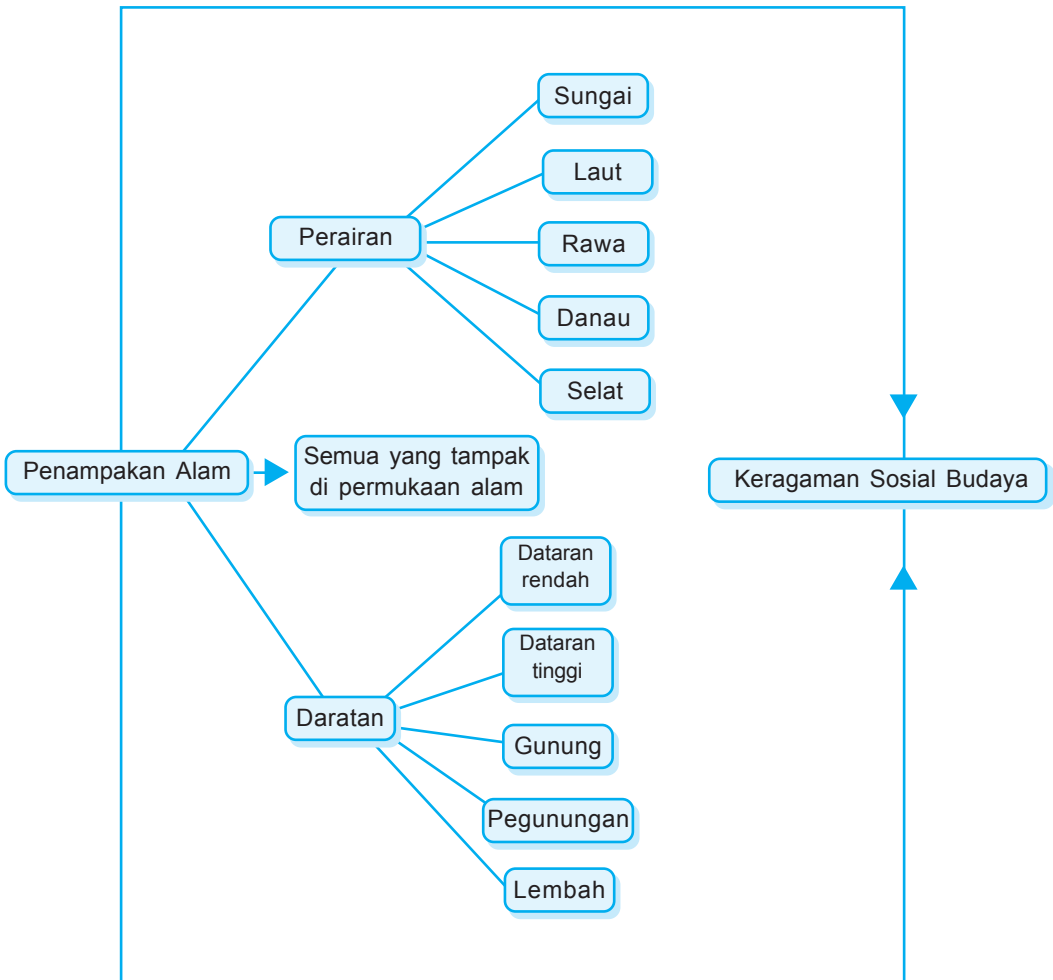 Sungai
Laut
Perairan
Rawa
Danau
Selat
Penampakan Alam
Semua yang tampak
di permukaan alam
Keragaman Sosial Budaya
Dataran
rendah
Dataran
tinggi
Daratan
Gunung
Pegunungan
Lembah